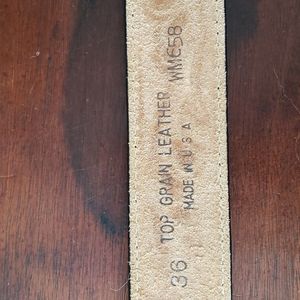 36 TOP GRAIN LEATHER WM658
MADE IN U S A